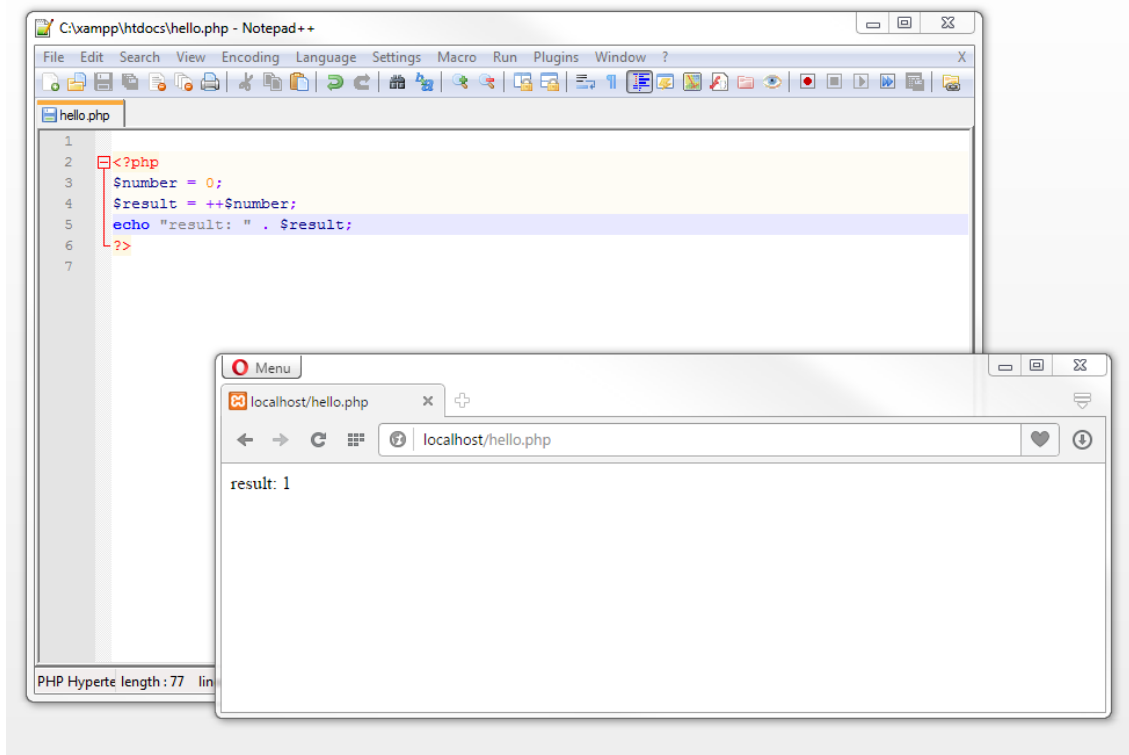 C:\xampp\htdocs\hello.php - Notepad++
File Edit Search View Encoding Language Settings Macro Run Plugins Window ? X
hello.php
1
2 <?php
3 $number = 0;
4 $result = ++$number;
5 echo "result: " . $result;
6 ?>
7
Menu
localhost/hello.php
localhost/hello.php
result: 1
PHP Hyperte length : 77 lin